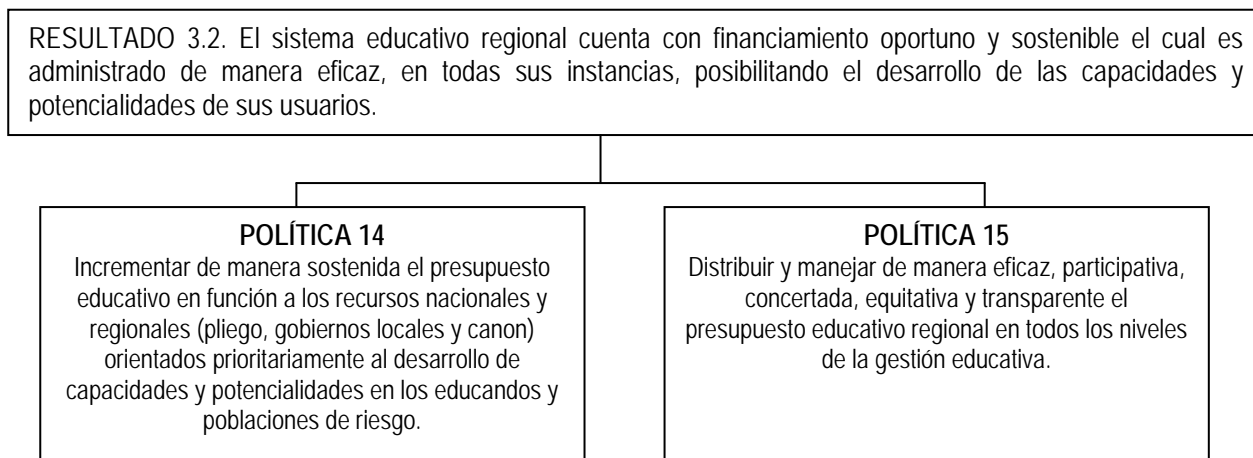 RESULTADO 3.2. El sistema educativo regional cuenta con financiamiento oportuno y sostenible el cual es
administrado de manera eficaz, en todas sus instancias, posibilitando el desarrollo de las capacidades y
potencialidades de sus usuarios.
POLÍTICA 14
Incrementar de manera sostenida el presupuesto
educativo en función a los recursos nacionales y
regionales (pliego, gobiernos locales y canon)
orientados prioritariamente al desarrollo de
capacidades y potencialidades en los educandos y
poblaciones de riesgo.
POLÍTICA 15
Distribuir y manejar de manera eficaz, participativa,
concertada, equitativa y transparente el
presupuesto educativo regional en todos los niveles
de la gestión educativa.